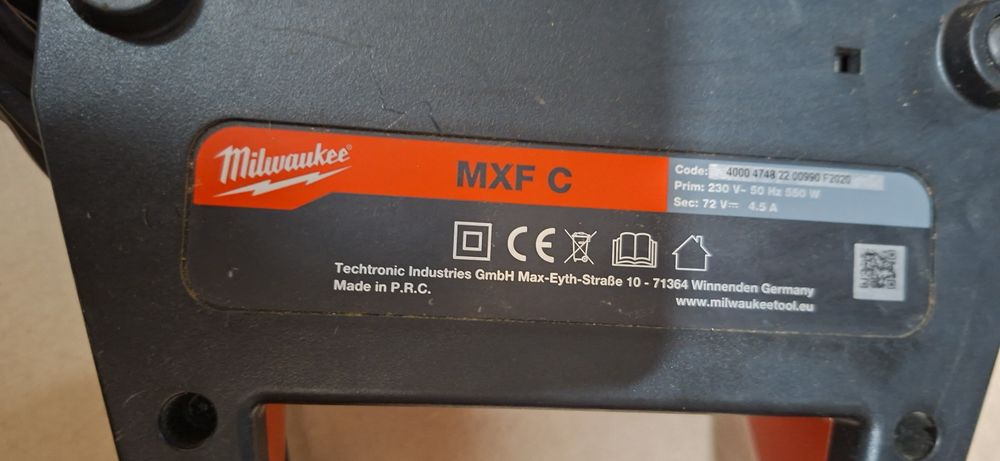 Milwaukee
MXF C
Code: 4000 4748 22 00990 F2020
Prim: 230 V~ 50 Hz 550 W
Sec: 72 V⎓ 4.5 A
CE
Techtronic Industries GmbH Max-Eyth-Straße 10 - 71364 Winnenden Germany
Made in P.R.C.
www.milwaukeetool.eu